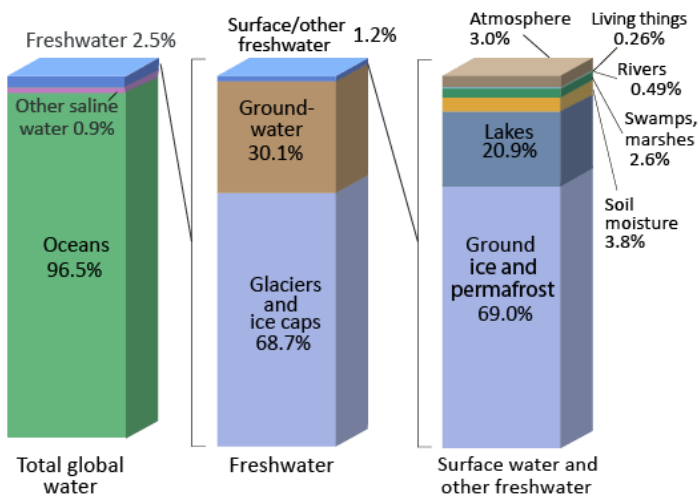 Freshwater 2.5%
Other saline
water 0.9%
Oceans
96.5%
Total global
water
Surface/other
freshwater
1.2%
Ground-
water
30.1%
Glaciers
and
ice caps
68.7%
Freshwater
Atmosphere
3.0%
Living things
0.26%
Rivers
0.49%
Swamps,
marshes
2.6%
Soil
moisture
3.8%
Lakes
20.9%
Ground
ice and
permafrost
69.0%
Surface water and
other freshwater